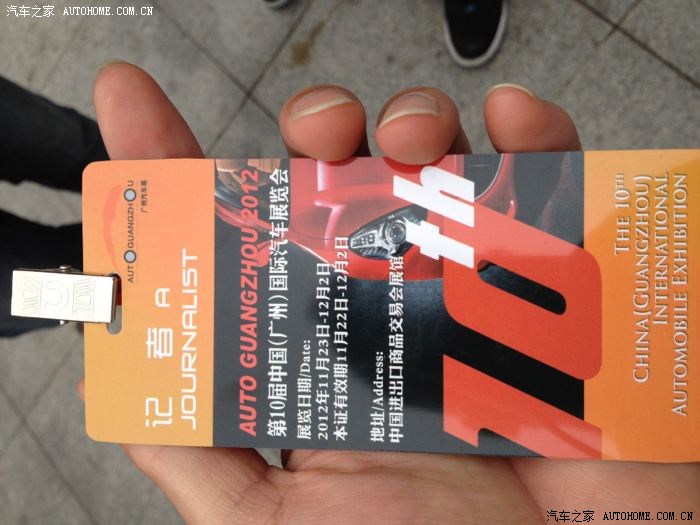 汽车之家 AUTOHOME.COM.CN
AUTO GUANGZHOU
广州汽车展
记者 A
JOURNALIST
AUTO GUANGZHOU 2012
第10届中国(广州)国际汽车展览会
展览日期/Date:
2012年11月23日-12月2日
本证有效期11月22日-12月2日
地址/Address:
中国进出口商品交易会展馆
10th
THE 10TH
CHINA(GUANGZHOU)
INTERNATIONAL
AUTOMOBILE EXHIBITION
汽车之家 AUTOHOME.COM.CN